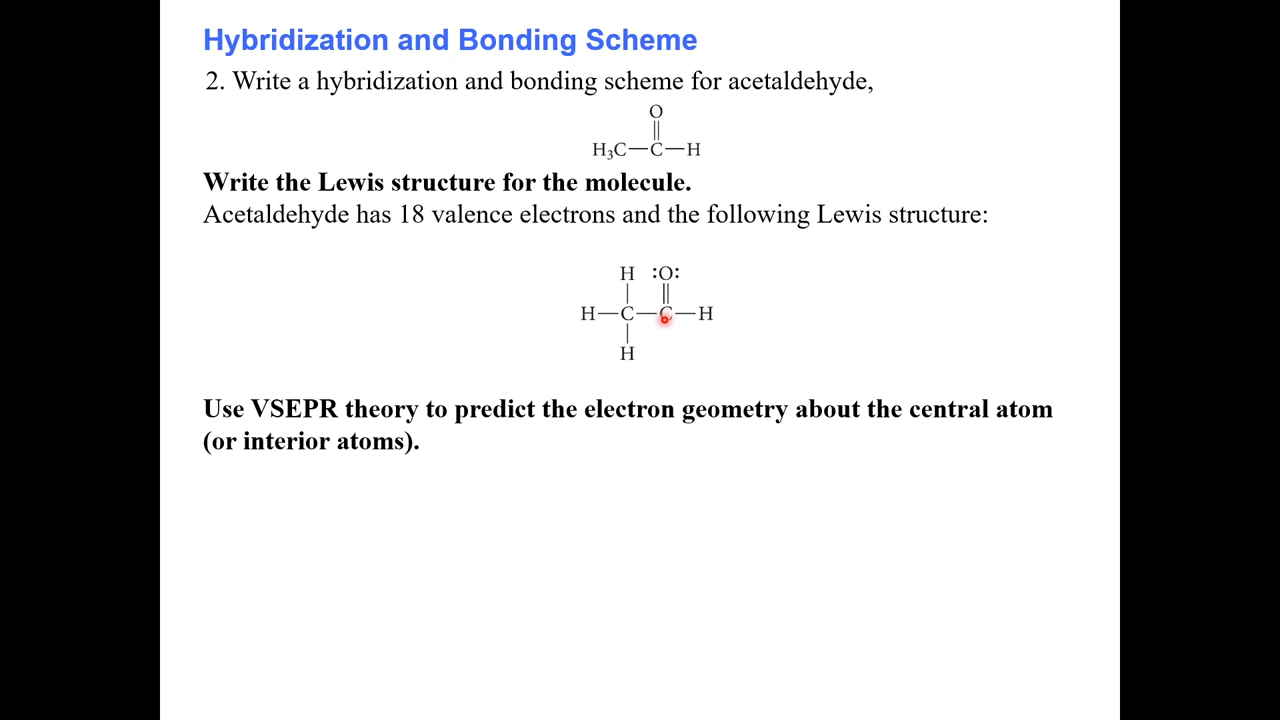 Hybridization and Bonding Scheme
2. Write a hybridization and bonding scheme for acetaldehyde,
O
H₃C—C—H
Write the Lewis structure for the molecule.
Acetaldehyde has 18 valence electrons and the following Lewis structure:
H :O:
H—C—C—H
H
Use VSEPR theory to predict the electron geometry about the central atom
(or interior atoms).